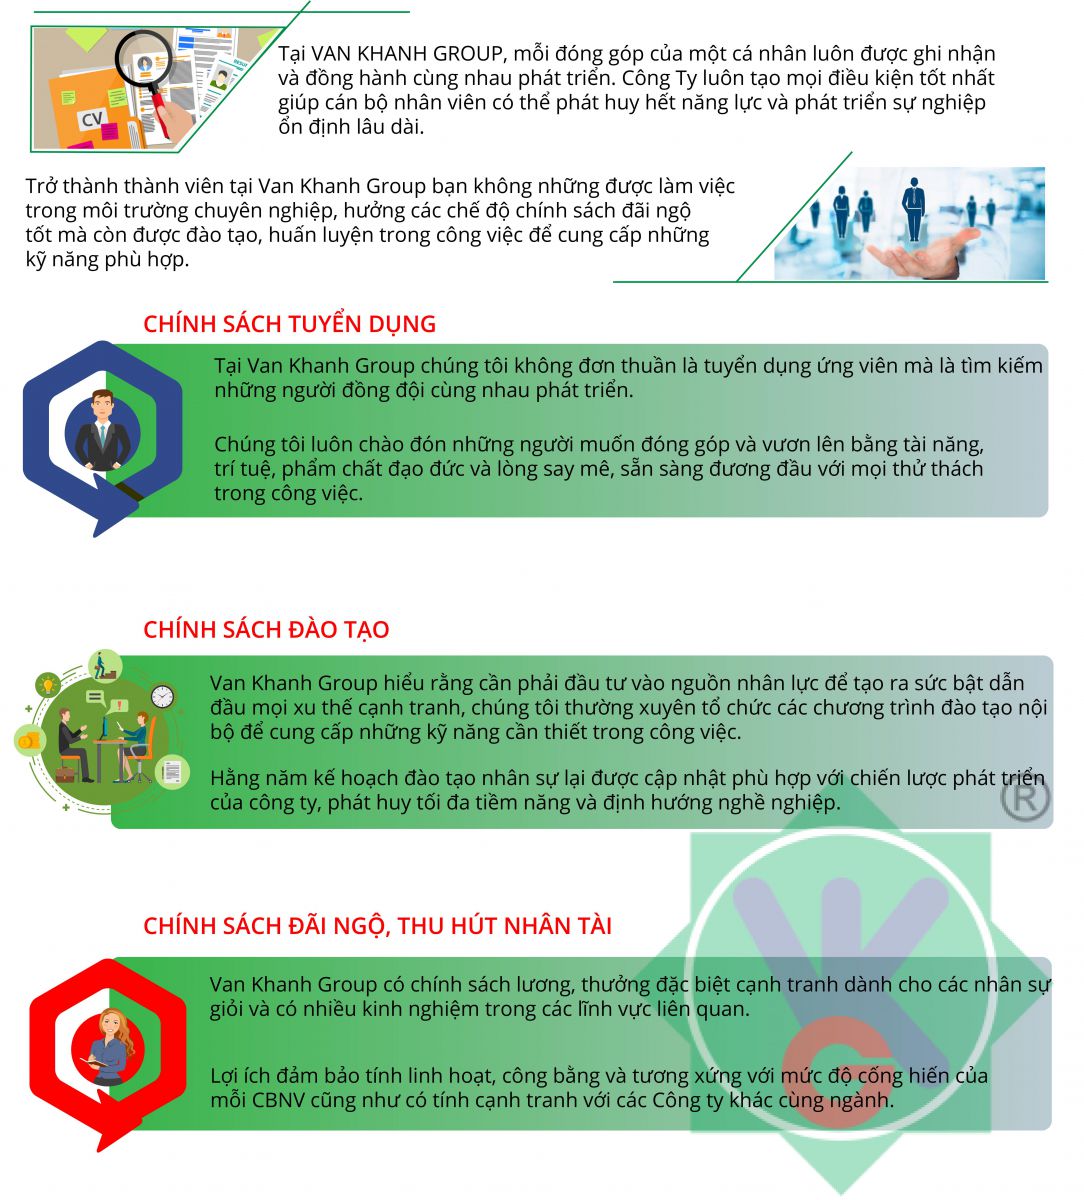 CV
RESUME
Tại VAN KHANH GROUP, mỗi đóng góp của một cá nhân luôn được ghi nhận
và đồng hành cùng nhau phát triển. Công Ty luôn tạo mọi điều kiện tốt nhất
giúp cán bộ nhân viên có thể phát huy hết năng lực và phát triển sự nghiệp
ổn định lâu dài.
Trở thành thành viên tại Van Khanh Group bạn không những được làm việc
trong môi trường chuyên nghiệp, hưởng các chế độ chính sách đãi ngộ
tốt mà còn được đào tạo, huấn luyện trong công việc để cung cấp những
kỹ năng phù hợp.
CHÍNH SÁCH TUYỂN DỤNG
Tại Van Khanh Group chúng tôi không đơn thuần là tuyển dụng ứng viên mà là tìm kiếm
những người đồng đội cùng nhau phát triển.
Chúng tôi luôn chào đón những người muốn đóng góp và vươn lên bằng tài năng,
trí tuệ, phẩm chất đạo đức và lòng say mê, sẵn sàng đương đầu với mọi thử thách
trong công việc.
CHÍNH SÁCH ĐÀO TẠO
Van Khanh Group hiểu rằng cần phải đầu tư vào nguồn nhân lực để tạo ra sức bật dẫn
đầu mọi xu thế cạnh tranh, chúng tôi thường xuyên tổ chức các chương trình đào tạo nội
bộ để cung cấp những kỹ năng cần thiết trong công việc.
Hằng năm kế hoạch đào tạo nhân sự lại được cập nhật phù hợp với chiến lược phát triển
của công ty, phát huy tối đa tiềm năng và định hướng nghề nghiệp.
®
CHÍNH SÁCH ĐÃI NGỘ, THU HÚT NHÂN TÀI
Van Khanh Group có chính sách lương, thưởng đặc biệt cạnh tranh dành cho các nhân sự
giỏi và có nhiều kinh nghiệm trong các lĩnh vực liên quan.
Lợi ích đảm bảo tính linh hoạt, công bằng và tương xứng với mức độ cống hiến của
mỗi CBNV cũng như có tính cạnh tranh với các Công ty khác cùng ngành.
VKG